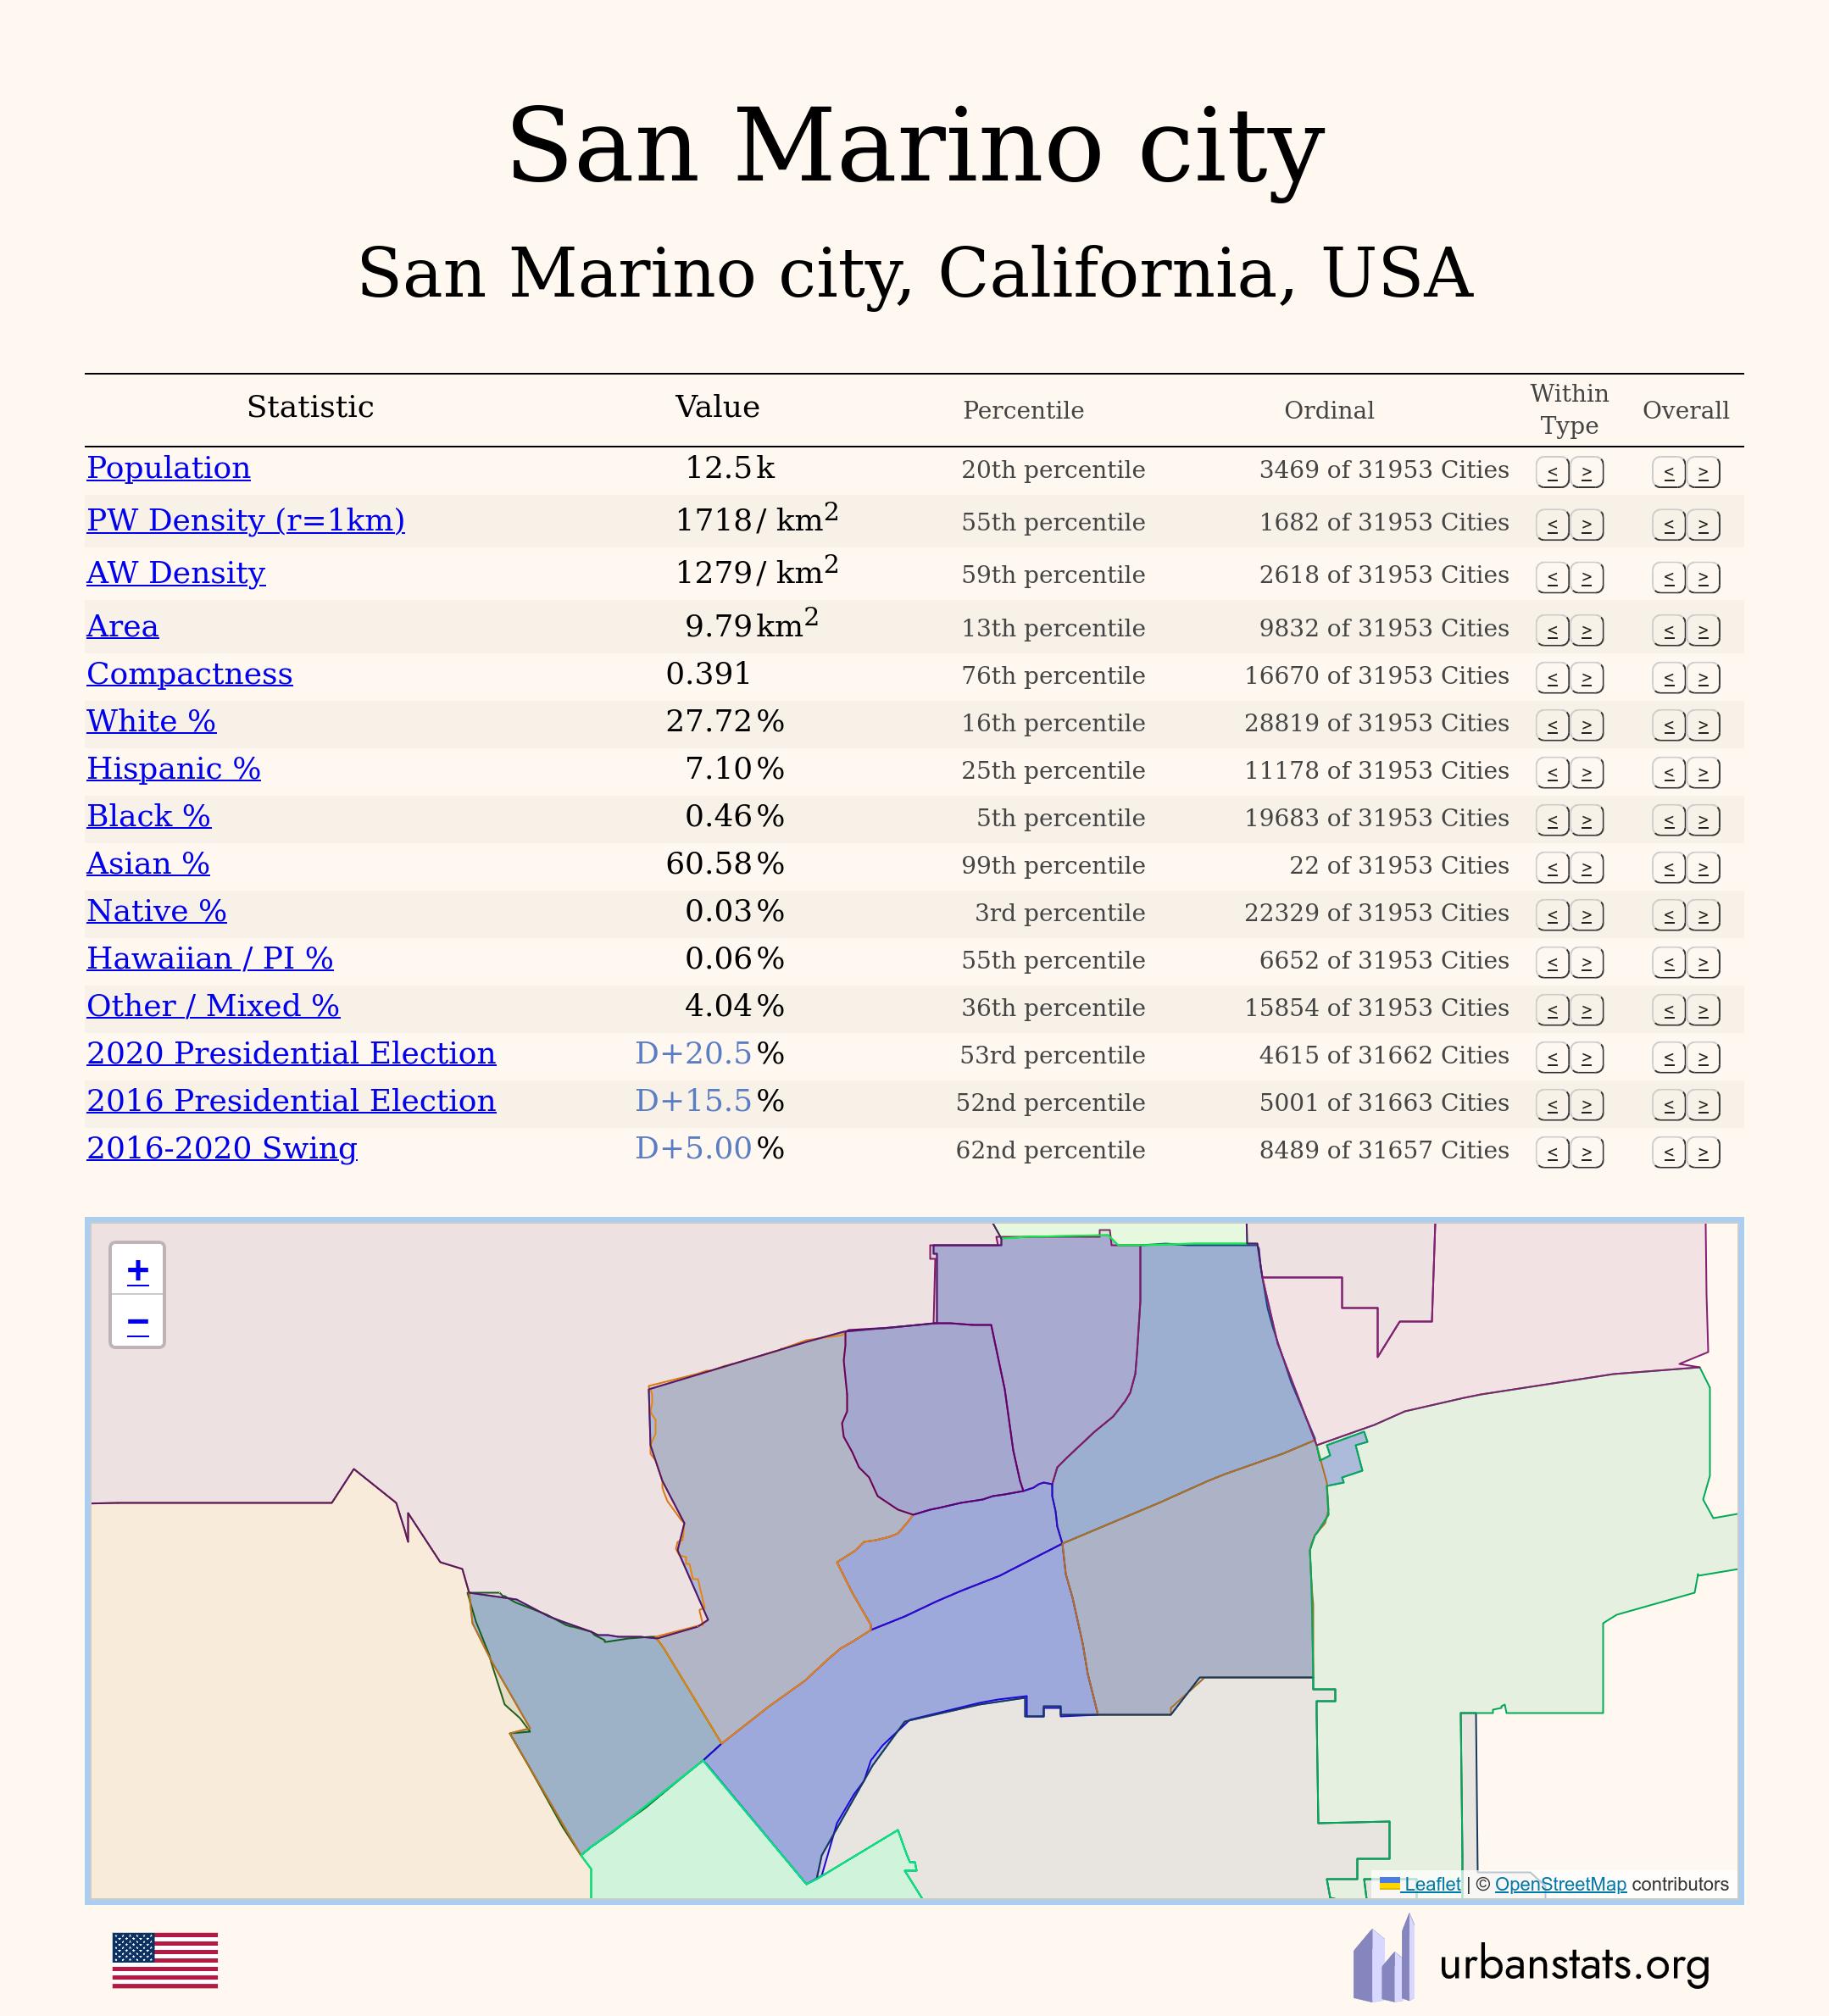 San Marino city
San Marino city, California, USA
Statistic Value Percentile Ordinal Within Type Overall
Population 12.5 k 20th percentile 3469 of 31953 Cities < >
PW Density (r=1km) 1718 / km² 55th percentile 1682 of 31953 Cities < >
AW Density 1279 / km² 59th percentile 2618 of 31953 Cities < >
Area 9.79 km² 13th percentile 9832 of 31953 Cities < >
Compactness 0.391 76th percentile 16670 of 31953 Cities < >
White % 27.72 % 16th percentile 28819 of 31953 Cities < >
Hispanic % 7.10 % 25th percentile 11178 of 31953 Cities < >
Black % 0.46 % 5th percentile 19683 of 31953 Cities < >
Asian % 60.58 % 99th percentile 22 of 31953 Cities < >
Native % 0.03 % 3rd percentile 22329 of 31953 Cities < >
Hawaiian / PI % 0.06 % 55th percentile 6652 of 31953 Cities < >
Other / Mixed % 4.04 % 36th percentile 15854 of 31953 Cities < >
2020 Presidential Election D+20.5 % 53rd percentile 4615 of 31662 Cities < >
2016 Presidential Election D+15.5 % 52nd percentile 5001 of 31663 Cities < >
2016-2020 Swing D+5.00 % 62nd percentile 8489 of 31657 Cities < >
+
−
Leaflet | © OpenStreetMap contributors
urbanstats.org